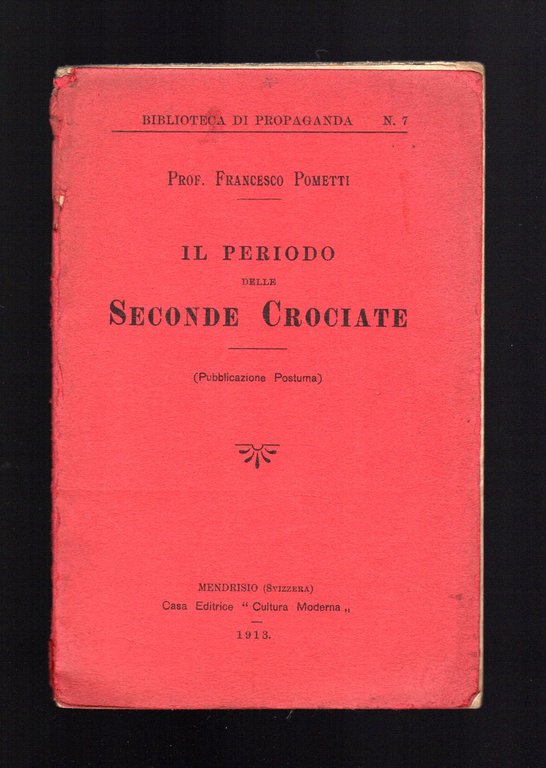 BIBLIOTECA DI PROPAGANDA N. 7
PROF. FRANCESCO POMETTI
IL PERIODO
DELLE
SECONDE CROCIATE
(Pubblicazione Postuma)
MENDRISIO (SVIZZERA)
Casa Editrice “ Cultura Moderna „
1913.